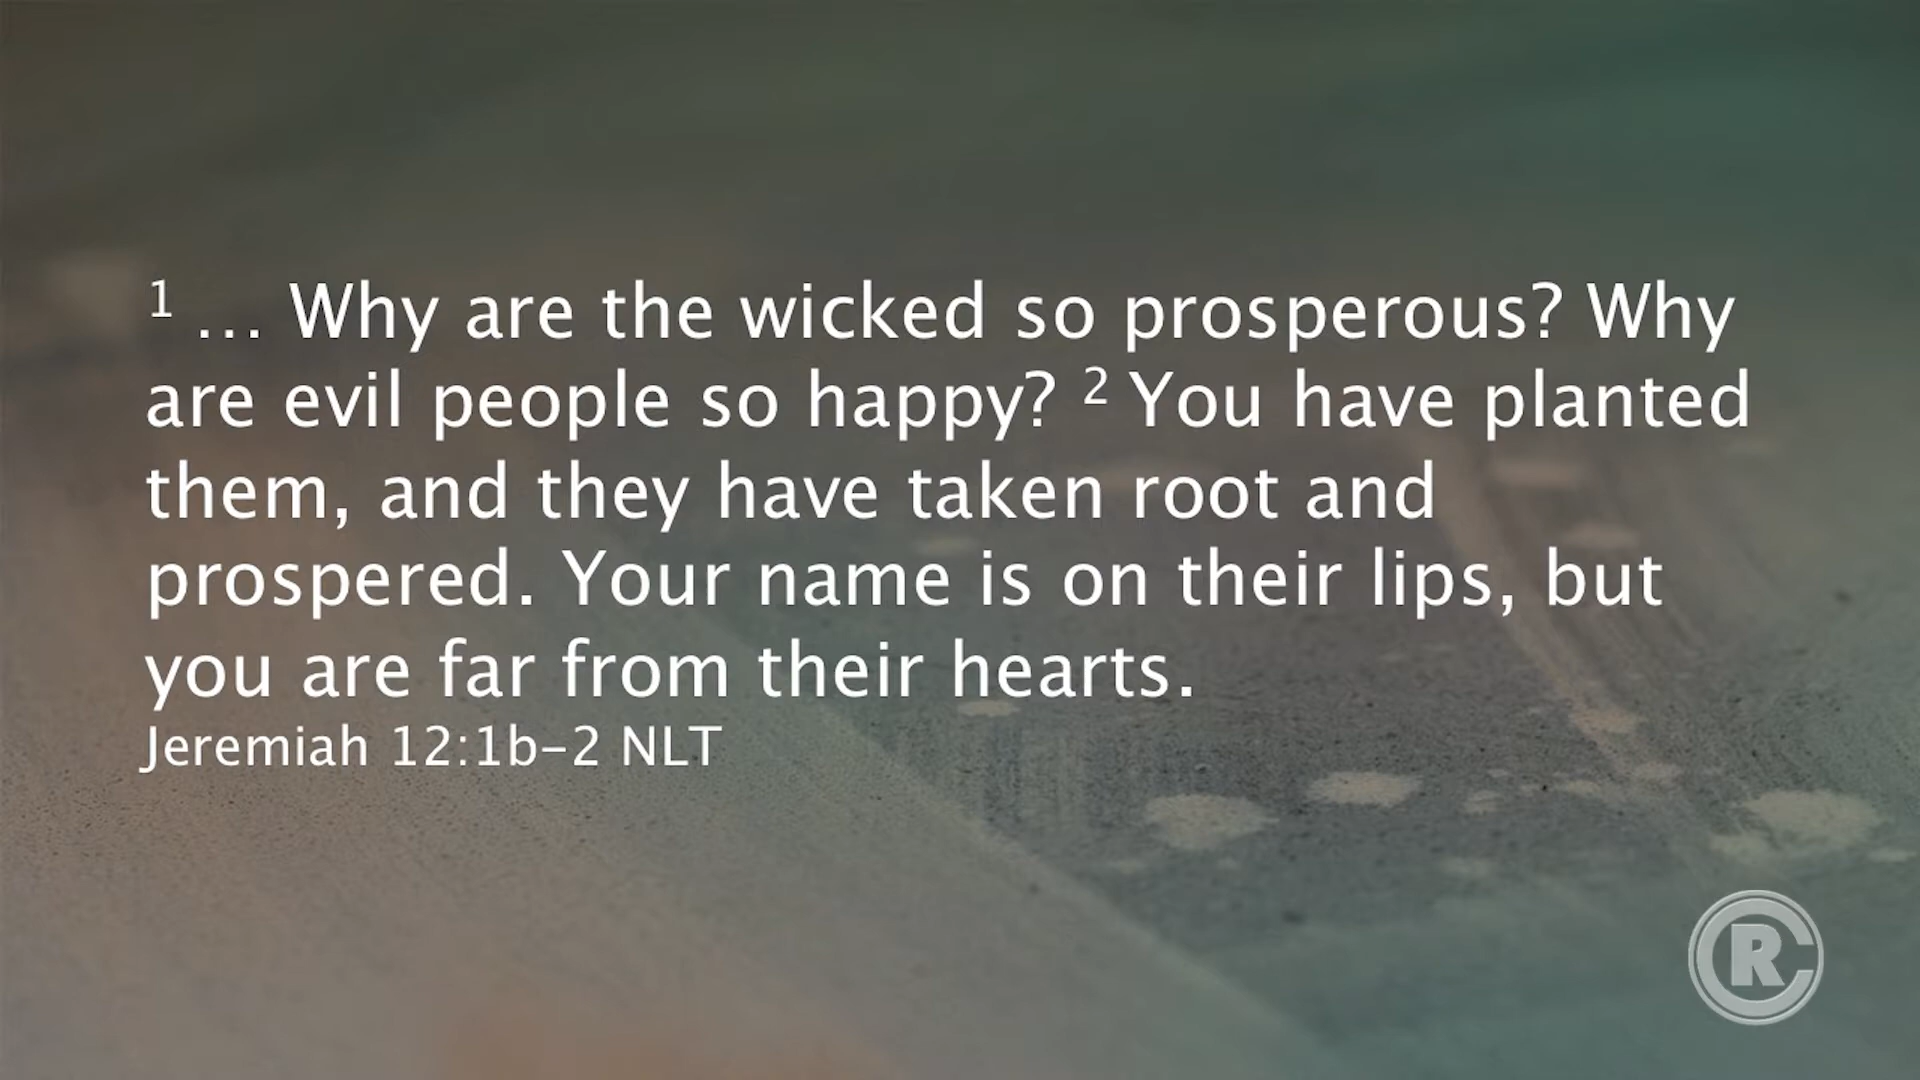 1 ... Why are the wicked so prosperous? Why
are evil people so happy? 2 You have planted
them, and they have taken root and
prospered. Your name is on their lips, but
you are far from their hearts.
Jeremiah 12:1b–2 NLT
RC